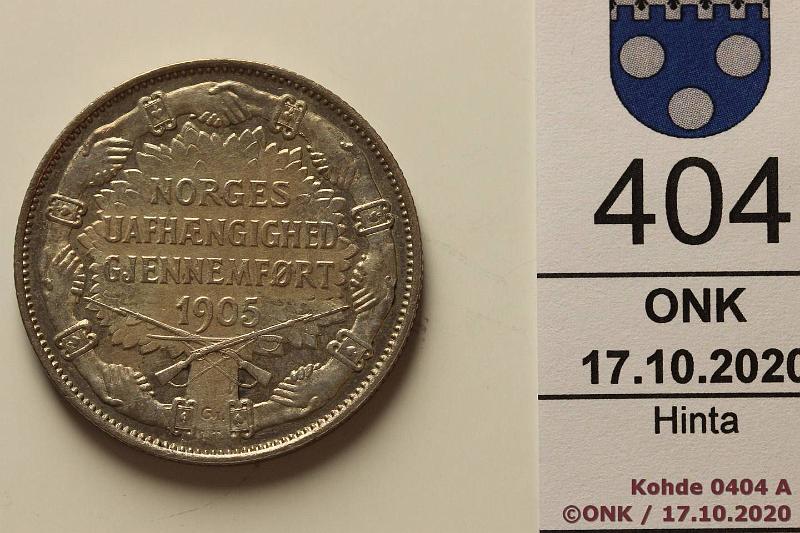 NORGES
UAFHÆNGIGHED
GJENNEMFØRT
1905
404
ONK
17.10.2020
Hinta
Kohde 0404 A
©ONK / 17.10.2020